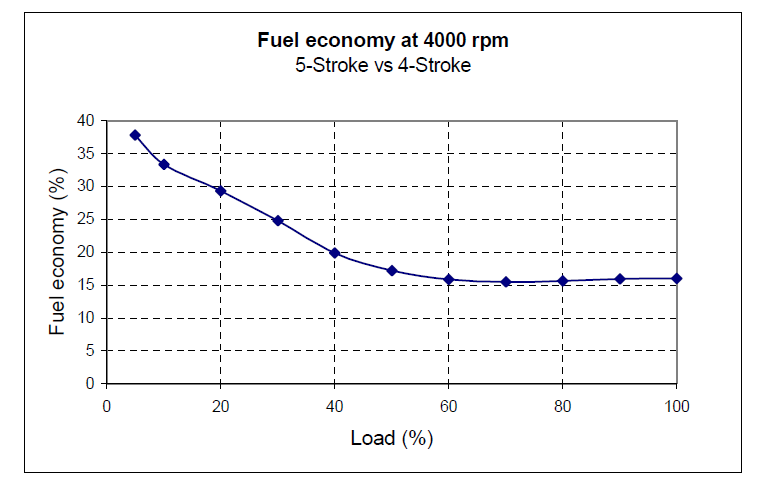 Fuel economy at 4000 rpm
5-Stroke vs 4-Stroke
Fuel economy (%)
40
35
30
25
20
15
10
5
0
0 20 40 60 80 100
Load (%)